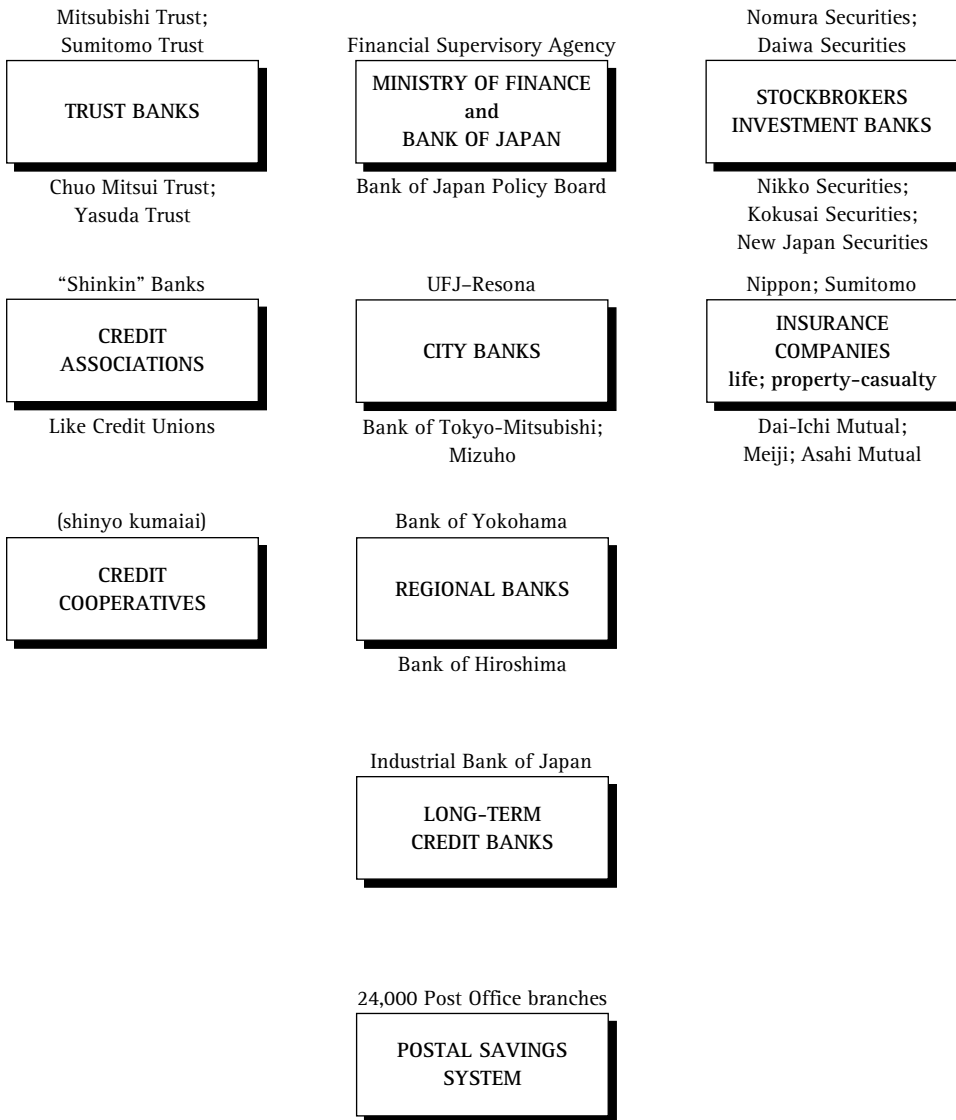 Mitsubishi Trust;
Sumitomo Trust
TRUST BANKS
Chuo Mitsui Trust;
Yasuda Trust
Financial Supervisory Agency
MINISTRY OF FINANCE
and
BANK OF JAPAN
Bank of Japan Policy Board
Nomura Securities;
Daiwa Securities
STOCKBROKERS
INVESTMENT BANKS
Nikko Securities;
Kokusai Securities;
New Japan Securities
“Shinkin” Banks
CREDIT
ASSOCIATIONS
Like Credit Unions
UFJ–Resona
CITY BANKS
Bank of Tokyo-Mitsubishi;
Mizuho
Nippon; Sumitomo
INSURANCE
COMPANIES
life; property-casualty
Dai-Ichi Mutual;
Meiji; Asahi Mutual
(shinyo kumaiai)
CREDIT
COOPERATIVES
Bank of Yokohama
REGIONAL BANKS
Bank of Hiroshima
Industrial Bank of Japan
LONG-TERM
CREDIT BANKS
24,000 Post Office branches
POSTAL SAVINGS
SYSTEM